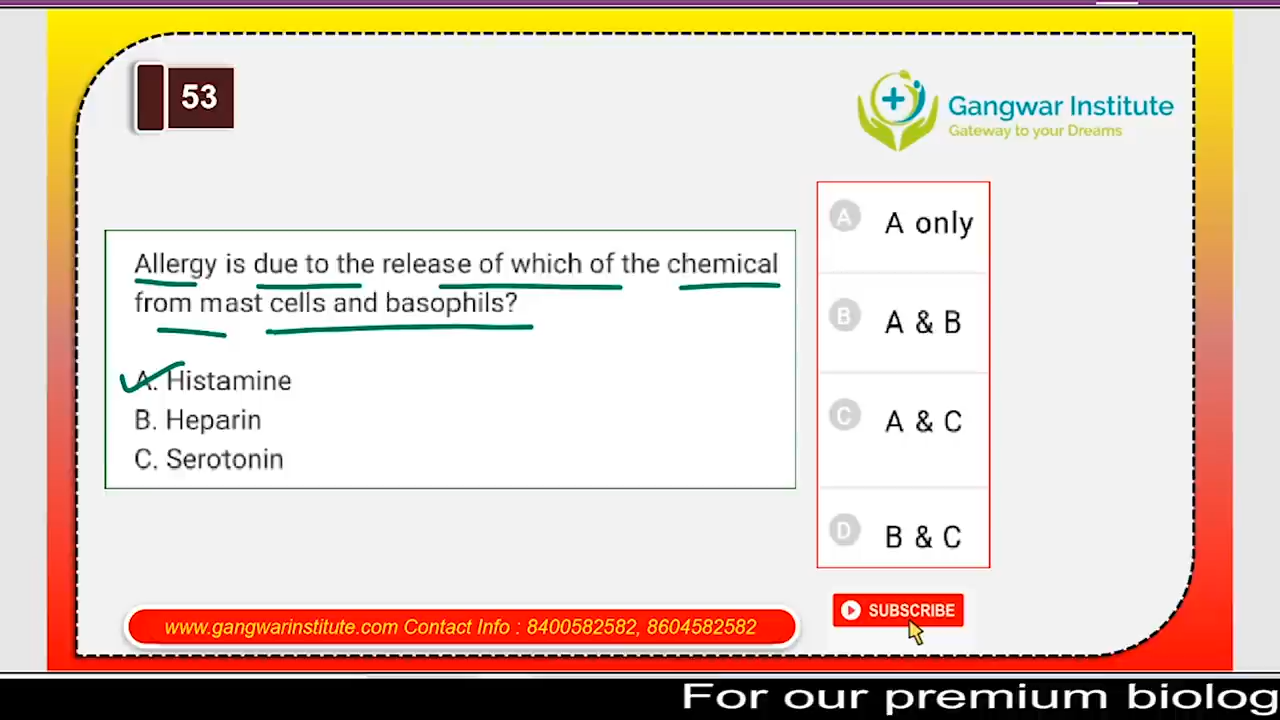 53
Gangwar Institute
Gateway to your Dreams
Allergy is due to the release of which of the chemical
from mast cells and basophils?
A. Histamine
B. Heparin
C. Serotonin
A A only
B A & B
C A & C
D B & C
SUBSCRIBE
www.gangwarinstitute.com Contact Info : 8400582582, 8604582582
For our premium biolog